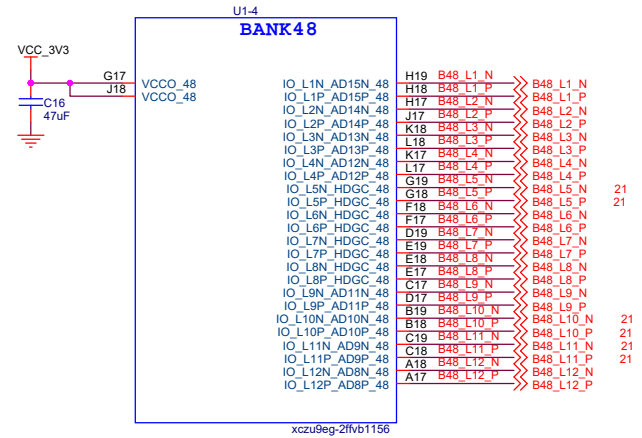 U1-4
BANK48
VCC_3V3
G17 VCCO_48
J18 VCCO_48
C16
47uF
IO_L1N_AD15N_48 H19 B48_L1_N B48_L1_N
IO_L1P_AD15P_48 H18 B48_L1_P B48_L1_P
IO_L2N_AD14N_48 H17 B48_L2_N B48_L2_N
IO_L2P_AD14P_48 J17 B48_L2_P B48_L2_P
IO_L3N_AD13N_48 K18 B48_L3_N B48_L3_N
IO_L3P_AD13P_48 L18 B48_L3_P B48_L3_P
IO_L4N_AD12N_48 K17 B48_L4_N B48_L4_N
IO_L4P_AD12P_48 L17 B48_L4_P B48_L4_P
IO_L5N_HDGC_48 G19 B48_L5_N B48_L5_N 21
IO_L5P_HDGC_48 G18 B48_L5_P B48_L5_P 21
IO_L6N_HDGC_48 F18 B48_L6_N B48_L6_N
IO_L6P_HDGC_48 F17 B48_L6_P B48_L6_P
IO_L7N_HDGC_48 D19 B48_L7_N B48_L7_N
IO_L7P_HDGC_48 E19 B48_L7_P B48_L7_P
IO_L8N_HDGC_48 E18 B48_L8_N B48_L8_N
IO_L8P_HDGC_48 E17 B48_L8_P B48_L8_P
IO_L9N_AD11N_48 C17 B48_L9_N B48_L9_N
IO_L9P_AD11P_48 D17 B48_L9_P B48_L9_P
IO_L10N_AD10N_48 B19 B48_L10_N B48_L10_N 21
IO_L10P_AD10P_48 B18 B48_L10_P B48_L10_P 21
IO_L11N_AD9N_48 C19 B48_L11_N B48_L11_N 21
IO_L11P_AD9P_48 C18 B48_L11_P B48_L11_P 21
IO_L12N_AD8N_48 A18 B48_L12_N B48_L12_N
IO_L12P_AD8P_48 A17 B48_L12_P B48_L12_P
xczu9eg-2ffvb1156